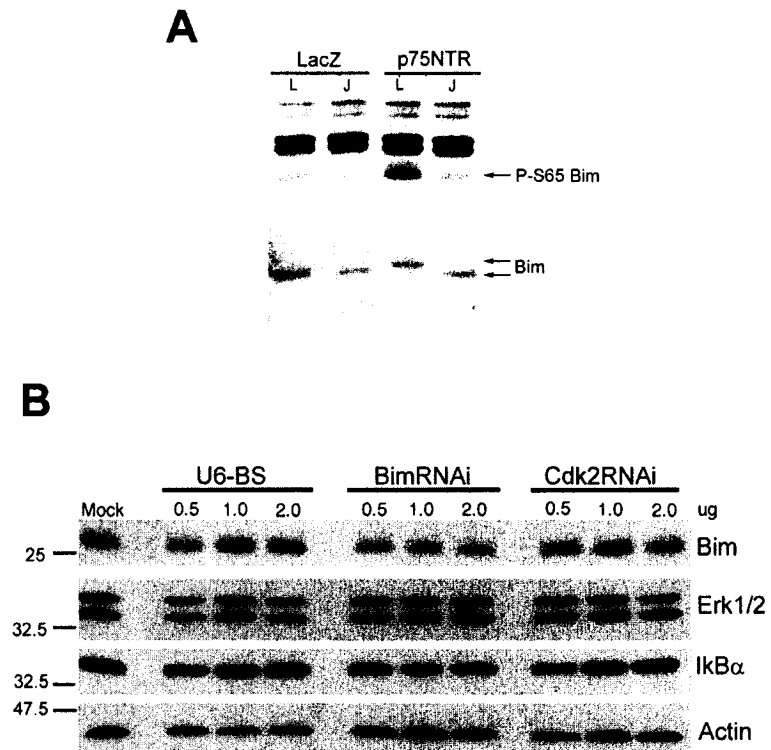 A
LacZ p75NTR
L J L J
P-S65 Bim
Bim
B
U6-BS BimRNAi Cdk2RNAi
Mock 0.5 1.0 2.0 0.5 1.0 2.0 0.5 1.0 2.0 ug
25 Bim
32.5 Erk1/2
32.5 IkBα
47.5
Actin